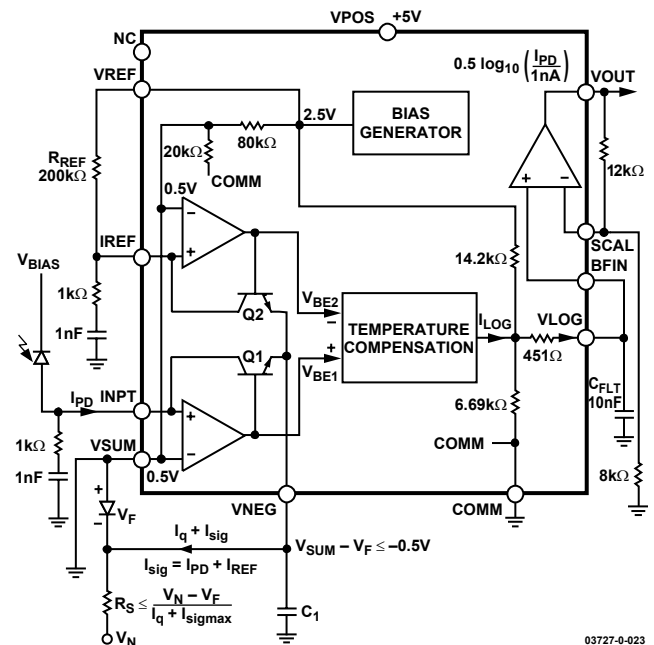 VPOS +5V
NC
VREF
0.5 log10 (IPD/1nA)
VOUT
2.5V
BIAS GENERATOR
80kΩ
20kΩ
COMM
RREF
200kΩ
0.5V
−
+
+ −
12kΩ
IREF
14.2kΩ
SCAL
BFIN
VBIAS
1kΩ
1nF
Q2
VBE2
−
TEMPERATURE COMPENSATION
ILOG
VLOG
451Ω
Q1
+
VBE1
IPD
INPT
6.69kΩ
CFLT
10nF
+
−
1kΩ
1nF
VSUM
0.5V
COMM
8kΩ
VNEG
COMM
+
−
VF
Iq + Isig
Isig = IPD + IREF
VSUM − VF ≤ −0.5V
RS ≤ (VN − VF)/(Iq + Isigmax)
C1
VN
03727-0-023